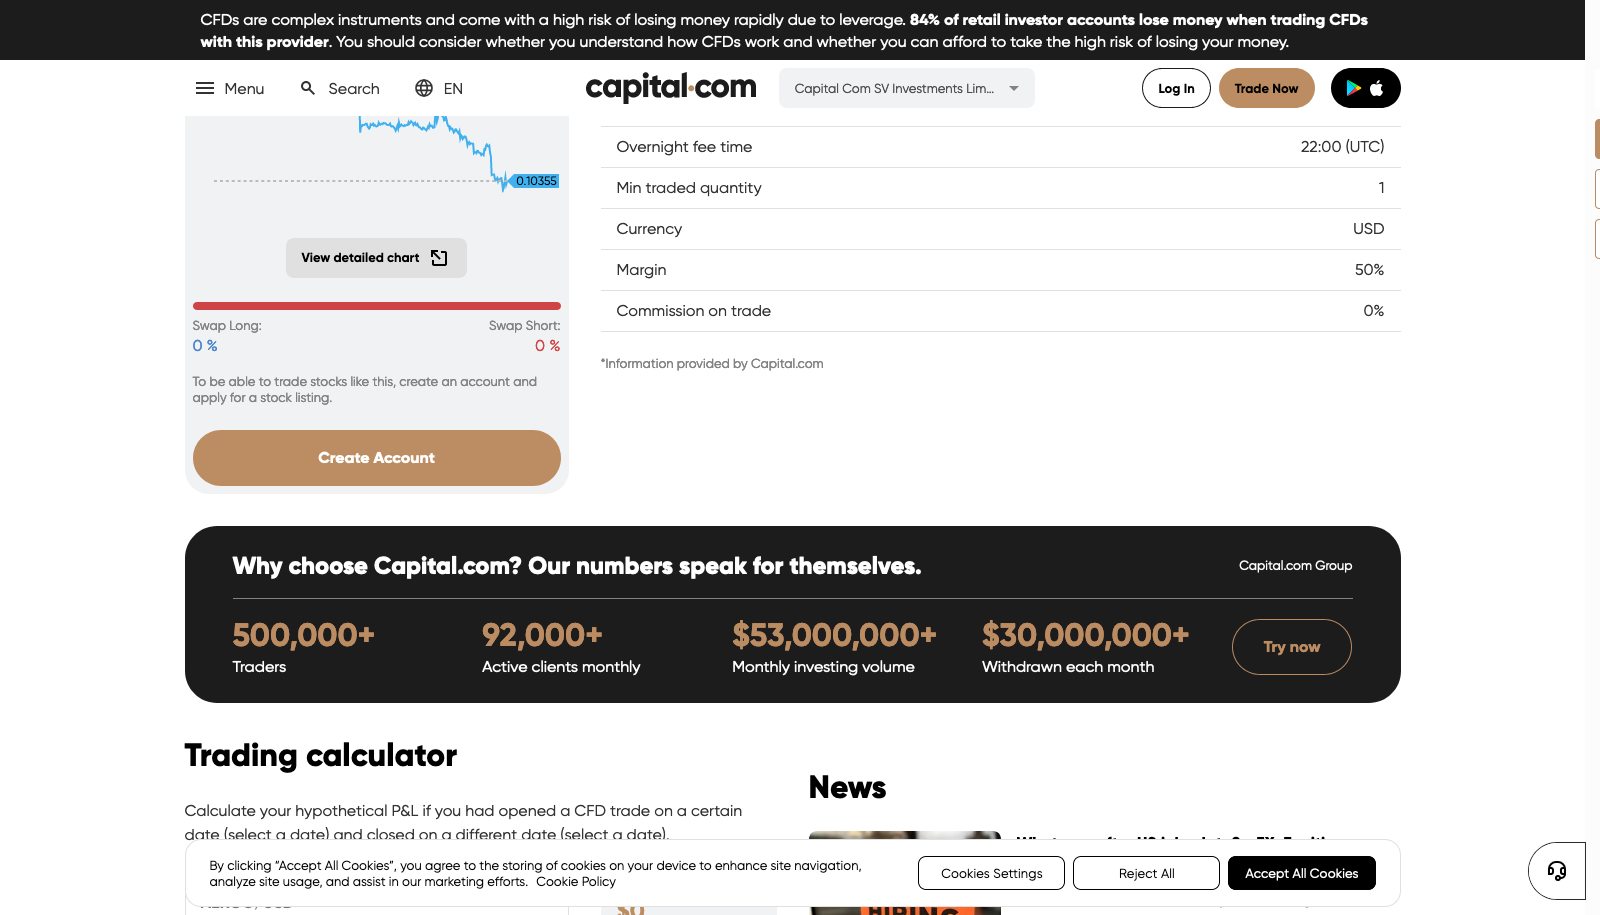 CFDs are complex instruments and come with a high risk of losing money rapidly due to leverage. 84% of retail investor accounts lose money when trading CFDs
with this provider. You should consider whether you understand how CFDs work and whether you can afford to take the high risk of losing your money.
Menu
Search
EN
capital.com
Capital Com SV Investments Lim...
Log In
Trade Now
0.10355
View detailed chart
Swap Long:
Swap Short:
0 %
0 %
To be able to trade stocks like this, create an account and
apply for a stock listing.
Create Account
Overnight fee time 22:00 (UTC)
Min traded quantity 1
Currency USD
Margin 50%
Commission on trade 0%
*Information provided by Capital.com
Why choose Capital.com? Our numbers speak for themselves.
Capital.com Group
500,000+
Traders
92,000+
Active clients monthly
$53,000,000+
Monthly investing volume
$30,000,000+
Withdrawn each month
Try now
Trading calculator
Calculate your hypothetical P&L if you had opened a CFD trade on a certain
date (select a date) and closed on a different date (select a date).
News
By clicking “Accept All Cookies”, you agree to the storing of cookies on your device to enhance site navigation,
analyze site usage, and assist in our marketing efforts. Cookie Policy
Cookies Settings
Reject All
Accept All Cookies
$0
HIRING